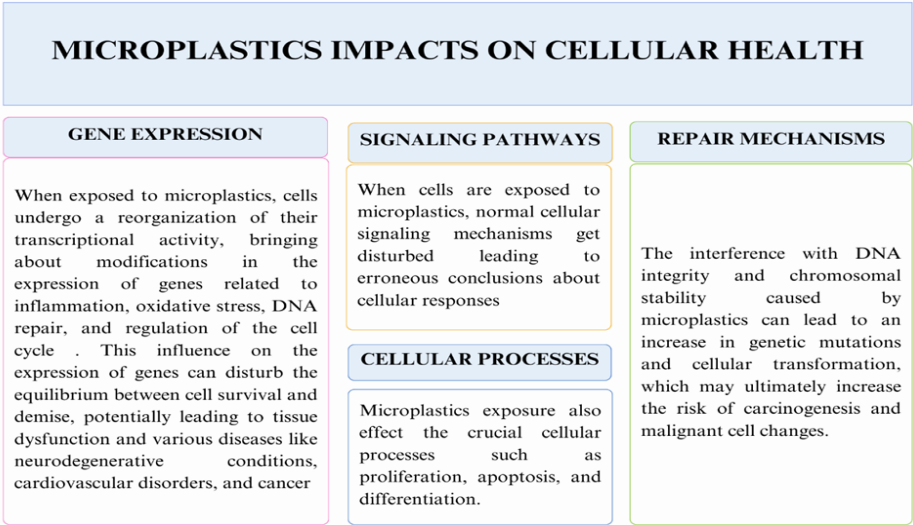 MICROPLASTICS IMPACTS ON CELLULAR HEALTH
GENE EXPRESSION
When exposed to microplastics, cells
undergo a reorganization of their
transcriptional activity, bringing
about modifications in the
expression of genes related to
inflammation, oxidative stress, DNA
repair, and regulation of the cell
cycle . This influence on the
expression of genes can disturb the
equilibrium between cell survival and
demise, potentially leading to tissue
dysfunction and various diseases like
neurodegenerative conditions,
cardiovascular disorders, and cancer
SIGNALING PATHWAYS
When cells are exposed to
microplastics, normal cellular
signaling mechanisms get
disturbed leading to
erroneous conclusions about
cellular responses
CELLULAR PROCESSES
Microplastics exposure also
effect the crucial cellular
processes such as
proliferation, apoptosis, and
differentiation.
REPAIR MECHANISMS
The interference with DNA
integrity and chromosomal
stability caused by
microplastics can lead to an
increase in genetic mutations
and cellular transformation,
which may ultimately increase
the risk of carcinogenesis and
malignant cell changes.